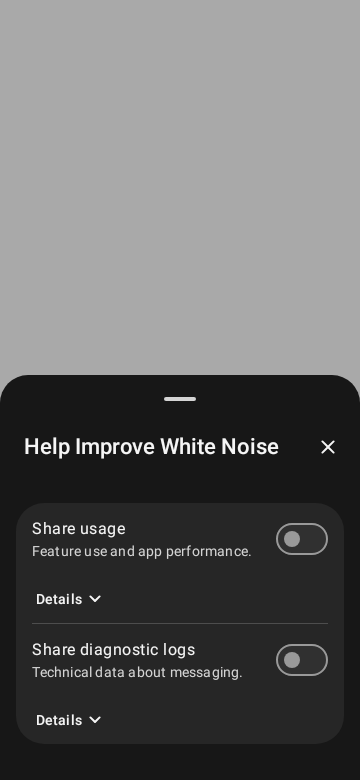 Help Improve White Noise
Share usage
Feature use and app performance.
Details
Share diagnostic logs
Technical data about messaging.
Details